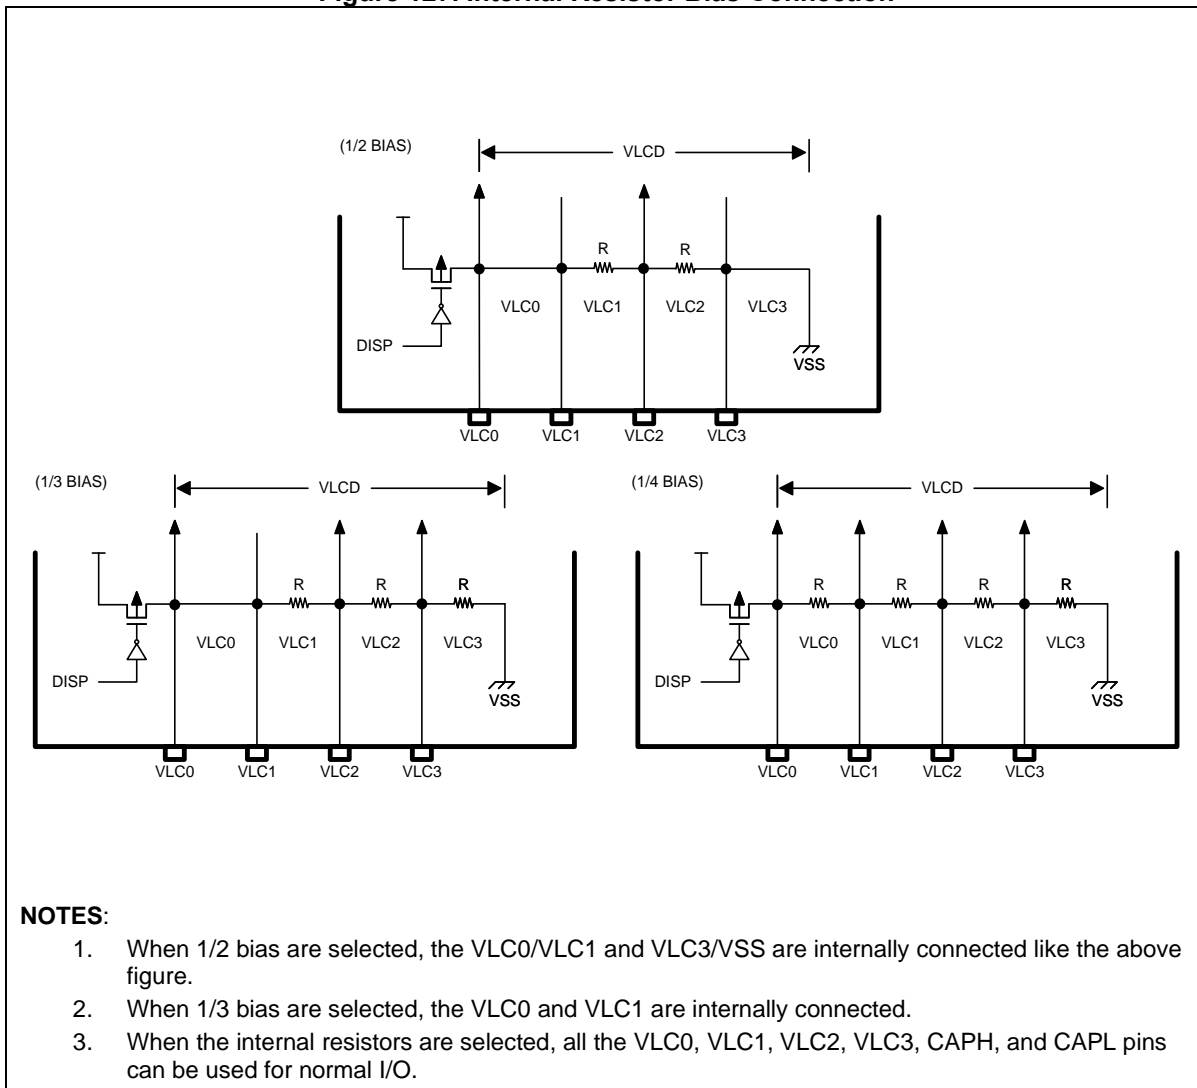 Figure Internal Resistor Bias Connection
(1/2 BIAS)
VLCD
R
R
VLC0
VLC1
VLC2
VLC3
DISP
VSS
VLC0
VLC1
VLC2
VLC3
(1/3 BIAS)
VLCD
R
R
R
VLC0
VLC1
VLC2
VLC3
DISP
VSS
VLC0
VLC1
VLC2
VLC3
(1/4 BIAS)
VLCD
R
R
R
R
VLC0
VLC1
VLC2
VLC3
DISP
VSS
VLC0
VLC1
VLC2
VLC3
NOTES:
1. When 1/2 bias are selected, the VLC0/VLC1 and VLC3/VSS are internally connected like the above
figure.
2. When 1/3 bias are selected, the VLC0 and VLC1 are internally connected.
3. When the internal resistors are selected, all the VLC0, VLC1, VLC2, VLC3, CAPH, and CAPL pins
can be used for normal I/O.